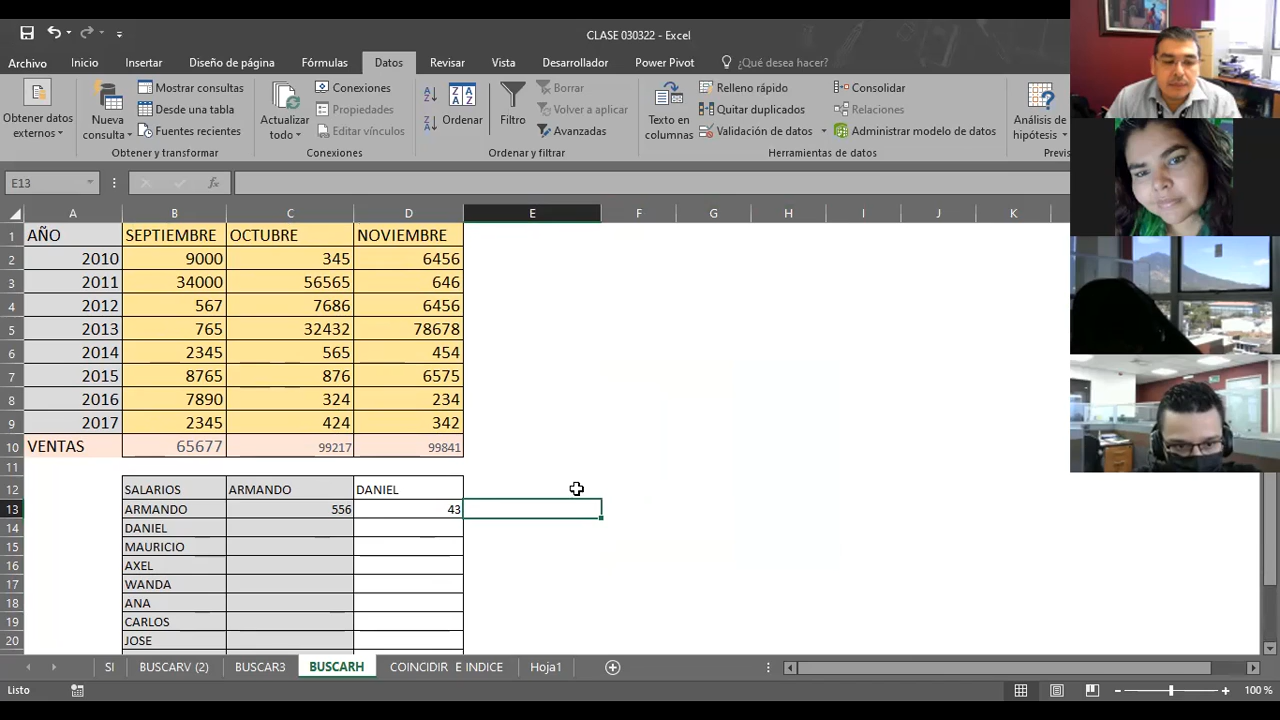 CLASE 030322 - Excel
Archivo Inicio Insertar Diseño de página Fórmulas Datos Revisar Vista Desarrollador Power Pivot ¿Qué desea hacer?
Obtener datos externos
Nueva consulta
Mostrar consultas
Desde una tabla
Fuentes recientes
Obtener y transformar
Actualizar todo
Conexiones
Propiedades
Editar vínculos
Conexiones
Ordenar
Filtro
Borrar
Volver a aplicar
Avanzadas
Ordenar y filtrar
Texto en columnas
Relleno rápido
Quitar duplicados
Validación de datos
Consolidar
Relaciones
Administrar modelo de datos
Herramientas de datos
Análisis de hipótesis
Previs
E13 fx
A B C D E F G H I J K
1 AÑO SEPTIEMBRE OCTUBRE NOVIEMBRE
2 2010 9000 345 6456
3 2011 34000 56565 646
4 2012 567 7686 6456
5 2013 765 32432 78678
6 2014 2345 565 454
7 2015 8765 876 6575
8 2016 7890 324 234
9 2017 2345 424 342
10 VENTAS 65677 99217 99841
11
12 SALARIOS ARMANDO DANIEL
13 ARMANDO 556 43
14 DANIEL
15 MAURICIO
16 AXEL
17 WANDA
18 ANA
19 CARLOS
20 JOSE
SI BUSCARV (2) BUSCAR3 BUSCARH COINCIDIR E INDICE Hoja1
Listo 100 %